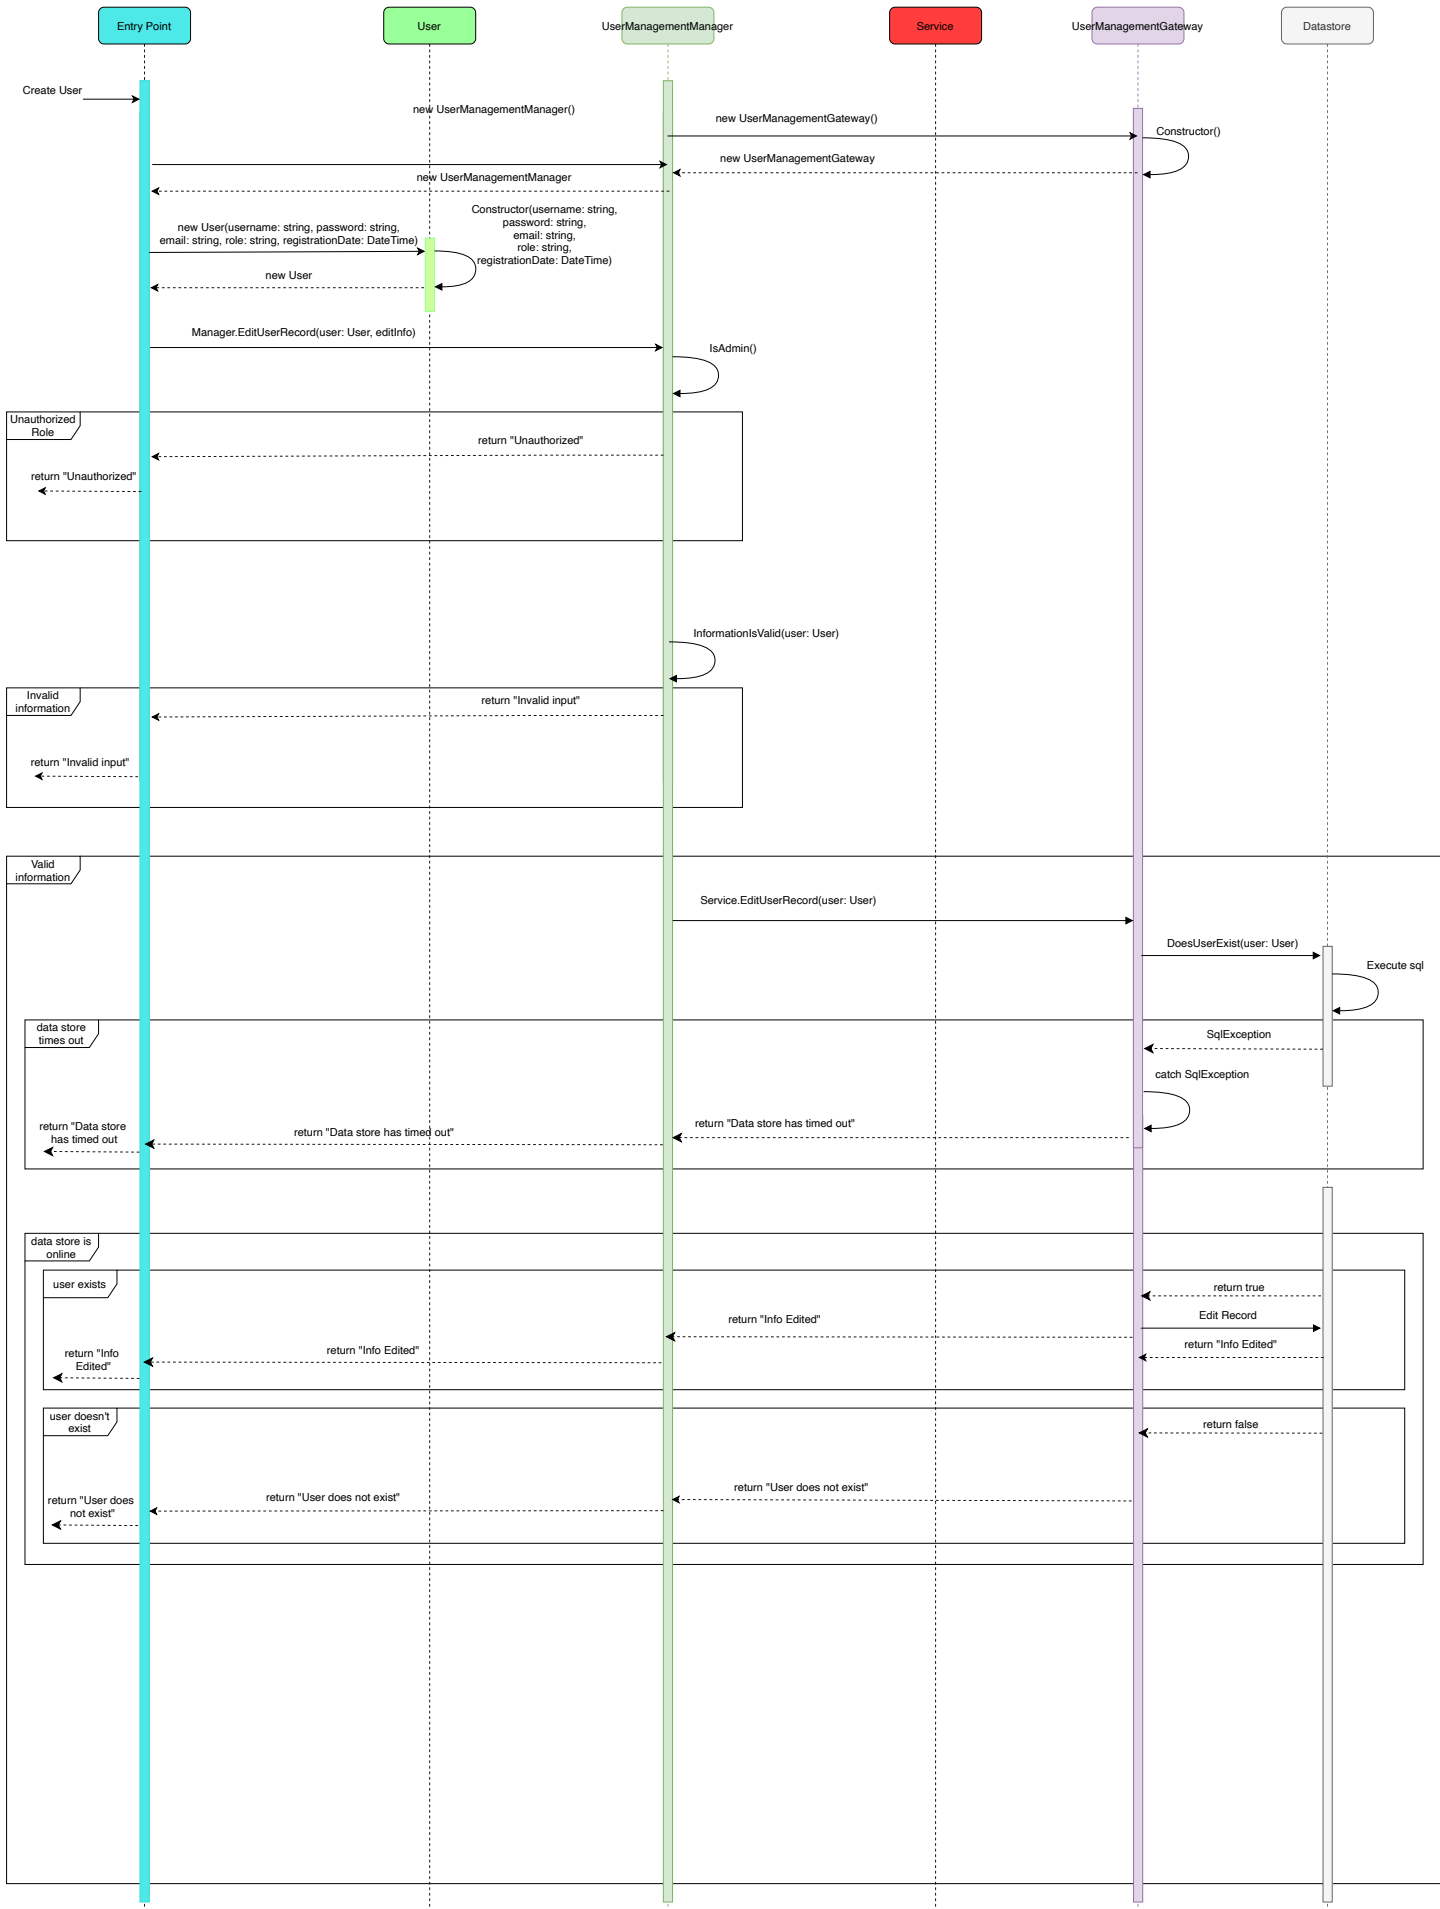 Entry Point
User
UserManagementManager
Service
UserManagementGateway
Datastore
Create User
new UserManagementManager()
new UserManagementGateway()
Constructor()
new UserManagementGateway
new UserManagementManager
Constructor(username: string,
password: string,
email: string,
role: string,
registrationDate: DateTime)
new User(username: string, password: string,
email: string, role: string, registrationDate: DateTime)
new User
Manager.EditUserRecord(user: User, editInfo)
IsAdmin()
Unauthorized
Role
return "Unauthorized"
return "Unauthorized"
InformationIsValid(user: User)
Invalid
information
return "Invalid input"
return "Invalid input"
Valid
information
Service.EditUserRecord(user: User)
DoesUserExist(user: User)
Execute sql
data store
times out
SqlException
catch SqlException
return "Data store has timed out"
return "Data store has timed out"
return "Data store
has timed out
data store is
online
user exists
return true
Edit Record
return "Info Edited"
return "Info Edited"
return "Info Edited"
return "Info
Edited"
user doesn't
exist
return false
return "User does not exist"
return "User does not exist"
return "User does
not exist"